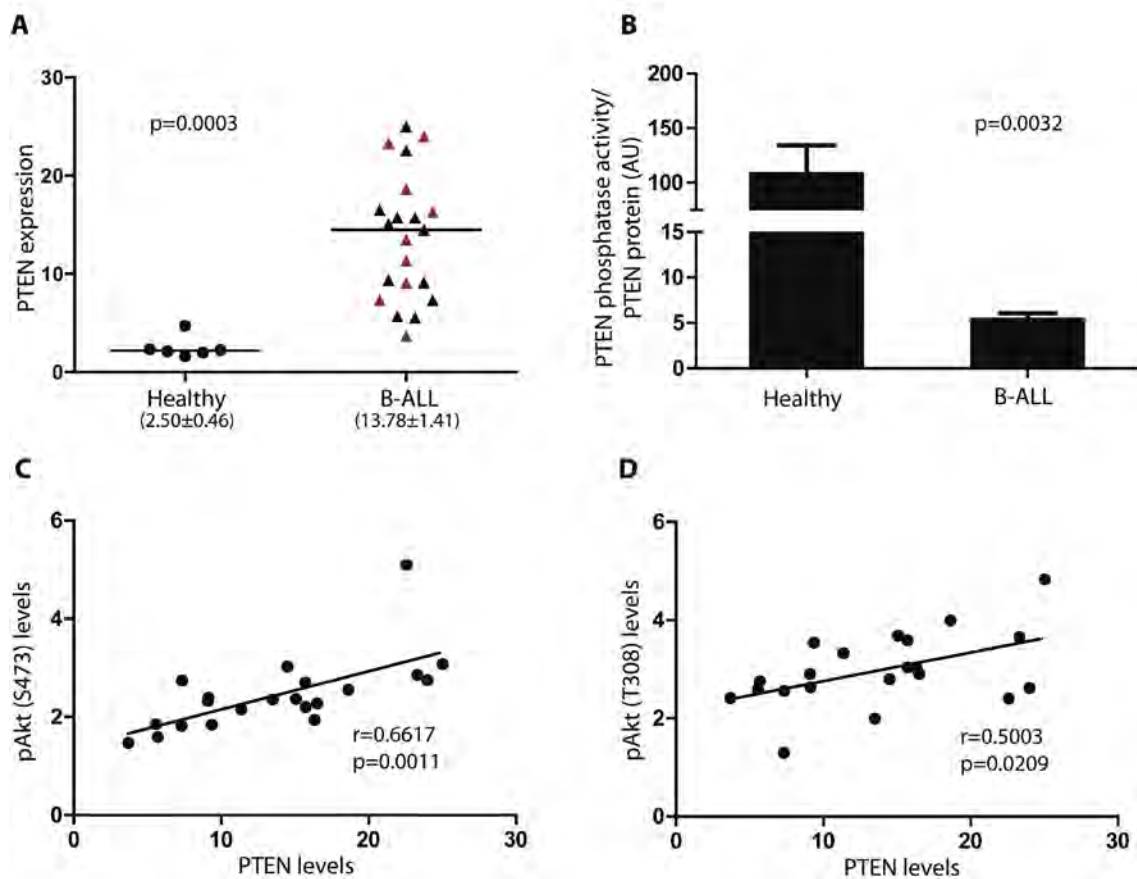 A
PTEN expression
30
20
10
0
p=0.0003
Healthy
(2.50±0.46)
B-ALL
(13.78±1.41)
B
PTEN phosphatase activity/
PTEN protein (AU)
200
150
100
15
10
5
0
p=0.0032
Healthy
B-ALL
C
pAkt (S473) levels
6
4
2
0
r=0.6617
p=0.0011
0 10 20 30
PTEN levels
D
pAkt (T308) levels
6
4
2
0
r=0.5003
p=0.0209
0 10 20 30
PTEN levels